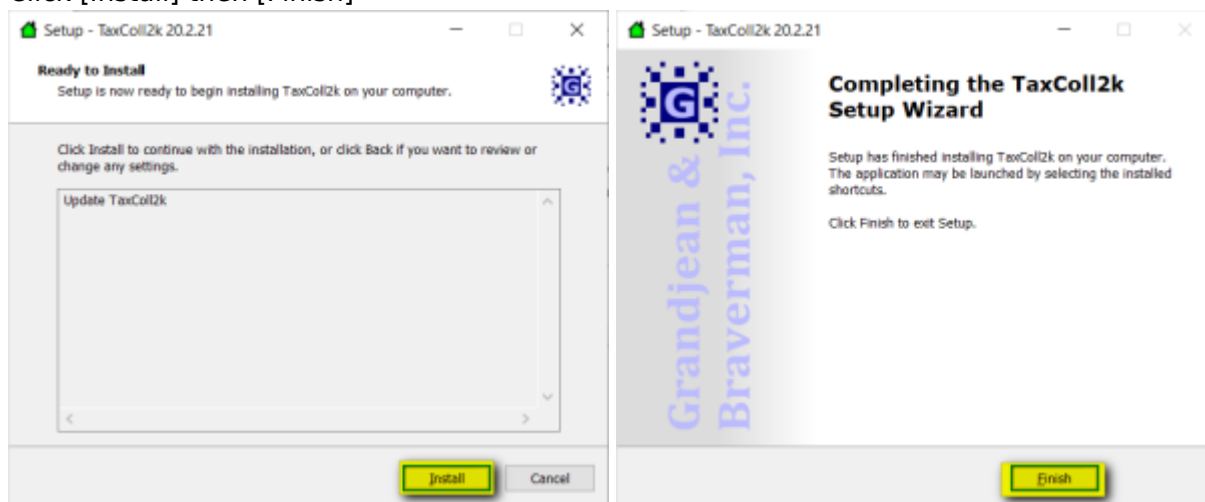 Click [Install] then [Finish]
Setup - TaxColl2k 20.2.21
Ready to Install
Setup is now ready to begin installing TaxColl2k on your computer.
G
Click Install to continue with the installation, or click Back if you want to review or
change any settings.
Update TaxColl2k
Install
Cancel
Setup - TaxColl2k 20.2.21
G
Grandjean &
Braverman, Inc.
Completing the TaxColl2k
Setup Wizard
Setup has finished installing TaxColl2k on your computer.
The application may be launched by selecting the installed
shortcuts.
Click Finish to exit Setup.
Finish